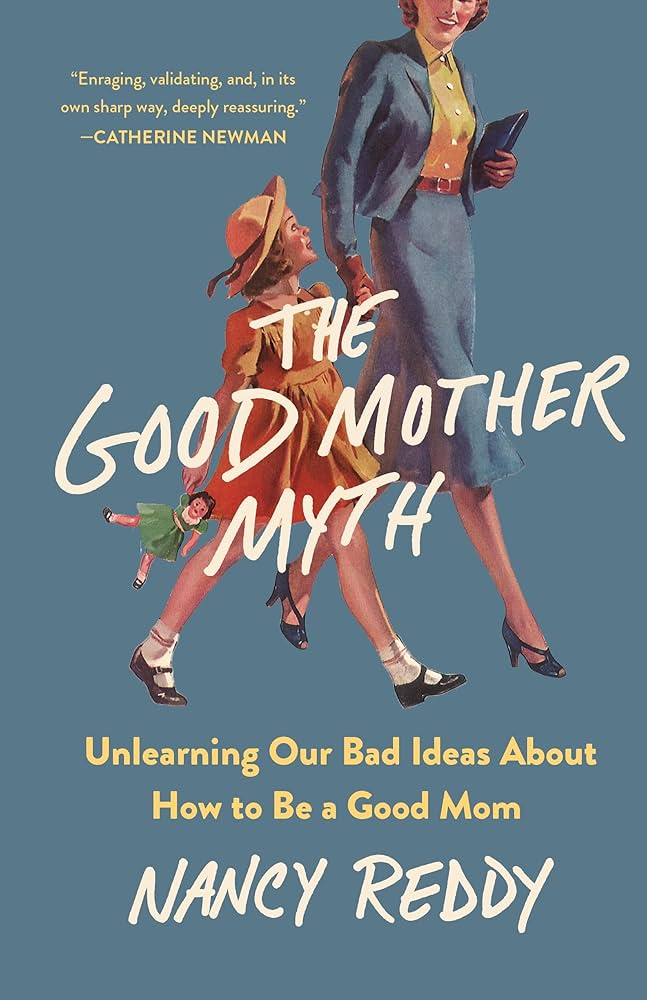 “Enraging, validating, and, in its
own sharp way, deeply reassuring.”
—CATHERINE NEWMAN
THE
GOOD MOTHER
MYTH
Unlearning Our Bad Ideas About
How to Be a Good Mom
NANCY REDDY